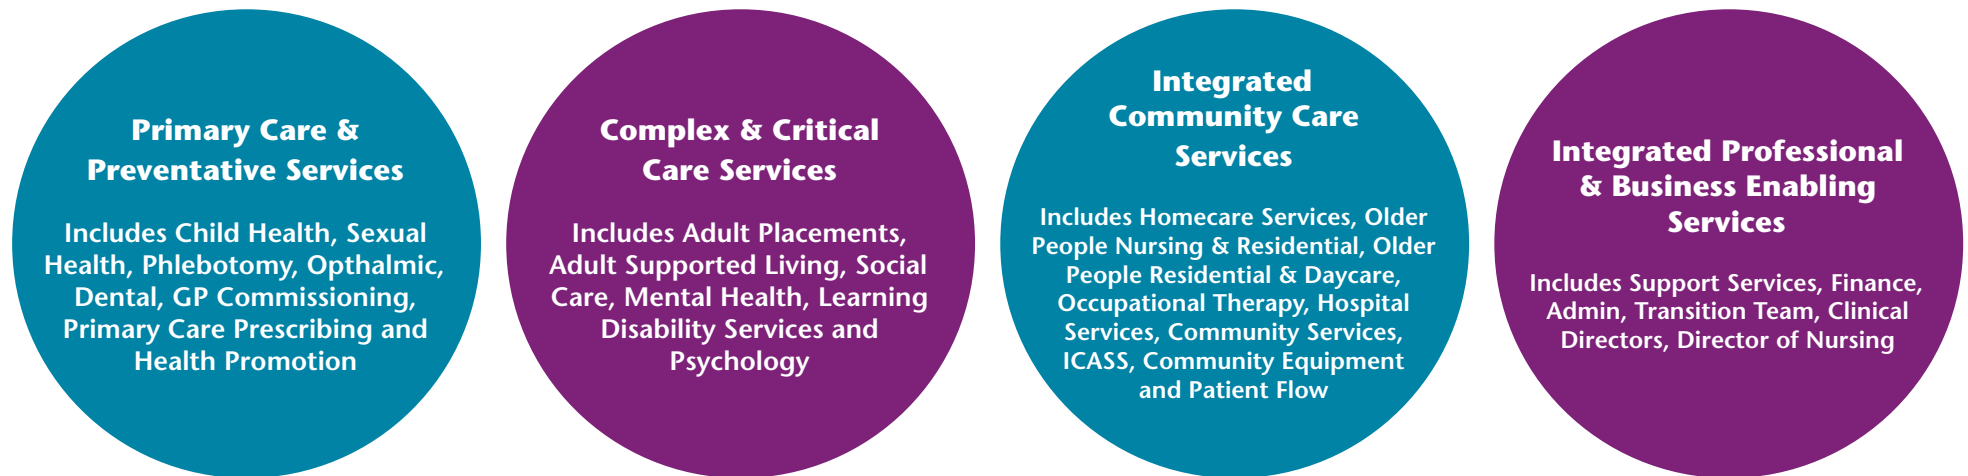 Primary Care &
Preventative Services
Includes Child Health, Sexual
Health, Phlebotomy, Opthalmic,
Dental, GP Commissioning,
Primary Care Prescribing and
Health Promotion
Complex & Critical
Care Services
Includes Adult Placements,
Adult Supported Living, Social
Care, Mental Health, Learning
Disability Services and
Psychology
Integrated
Community Care
Services
Includes Homecare Services, Older
People Nursing & Residential, Older
People Residential & Daycare,
Occupational Therapy, Hospital
Services, Community Services,
ICASS, Community Equipment
and Patient Flow
Integrated Professional
& Business Enabling
Services
Includes Support Services, Finance,
Admin, Transition Team, Clinical
Directors, Director of Nursing